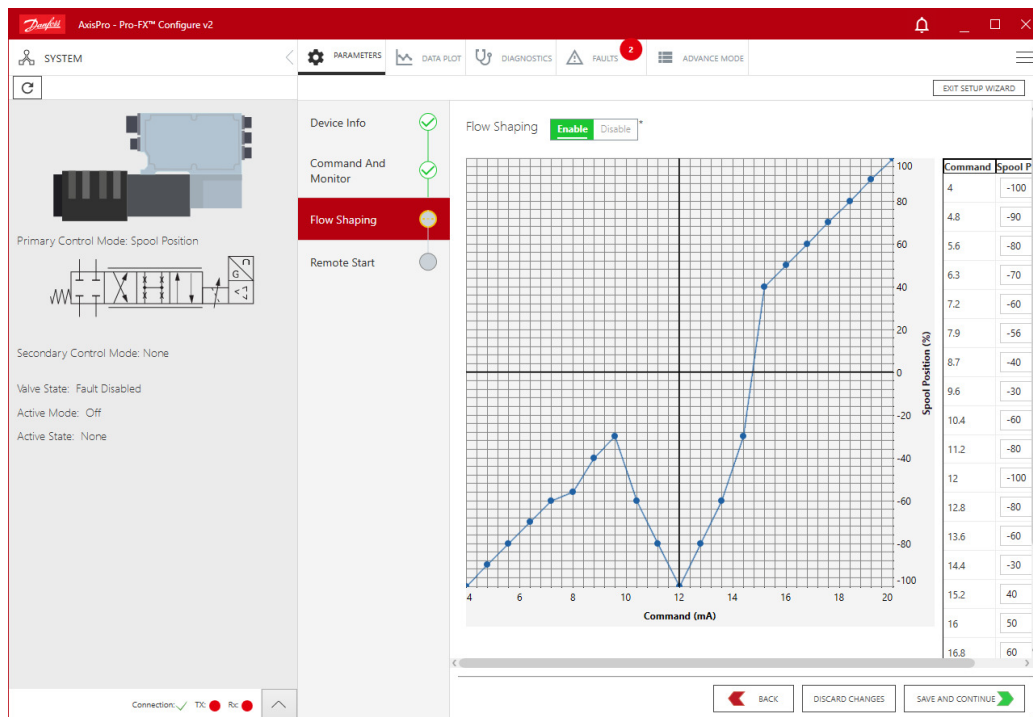 Danfoss
AxisPro - Pro-FX™ Configure v2
SYSTEM
PARAMETERS
DATA PLOT
DIAGNOSTICS
FAULTS
2
ADVANCE MODE
EXIT SETUP WIZARD
Primary Control Mode: Spool Position
G
Secondary Control Mode: None
Valve State: Fault Disabled
Active Mode: Off
Active State: None
Connection: TX: Rx:
Device Info
Command And
Monitor
Flow Shaping
Remote Start
Flow Shaping Enable Disable *
100
80
60
40
20
0
-20
-40
-60
-80
-100
Spool Position (%)
4 6 8 10 12 14 16 18 20
Command (mA)
Command Spool P
4 -100
4.8 -90
5.6 -80
6.3 -70
7.2 -60
7.9 -56
8.7 -40
9.6 -30
10.4 -60
11.2 -80
12 -100
12.8 -80
13.6 -60
14.4 -30
15.2 40
16 50
16.8 60
BACK
DISCARD CHANGES
SAVE AND CONTINUE